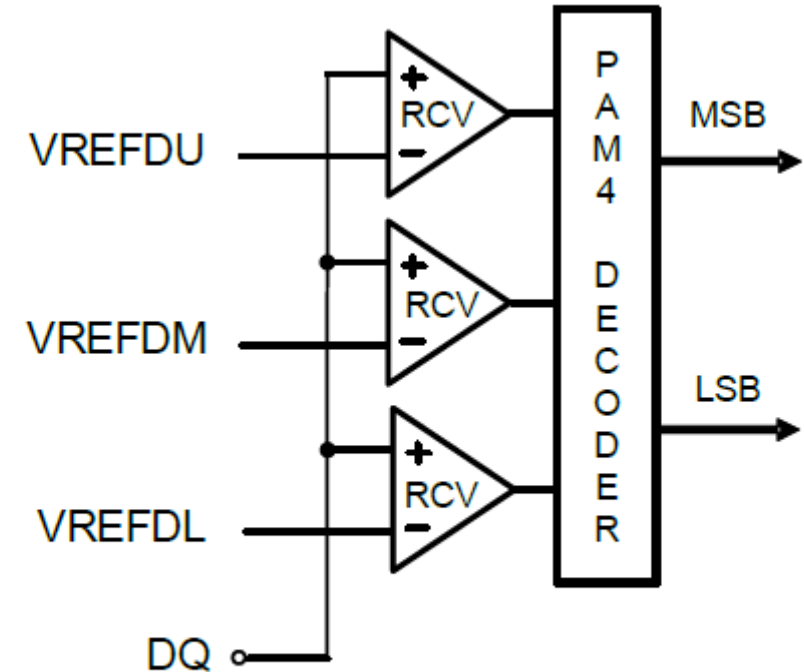 +
RCV
VREFDU
−
+
RCV
VREFDM
−
+
RCV
VREFDL
−
DQ
PAM4 DECODER
MSB
LSB